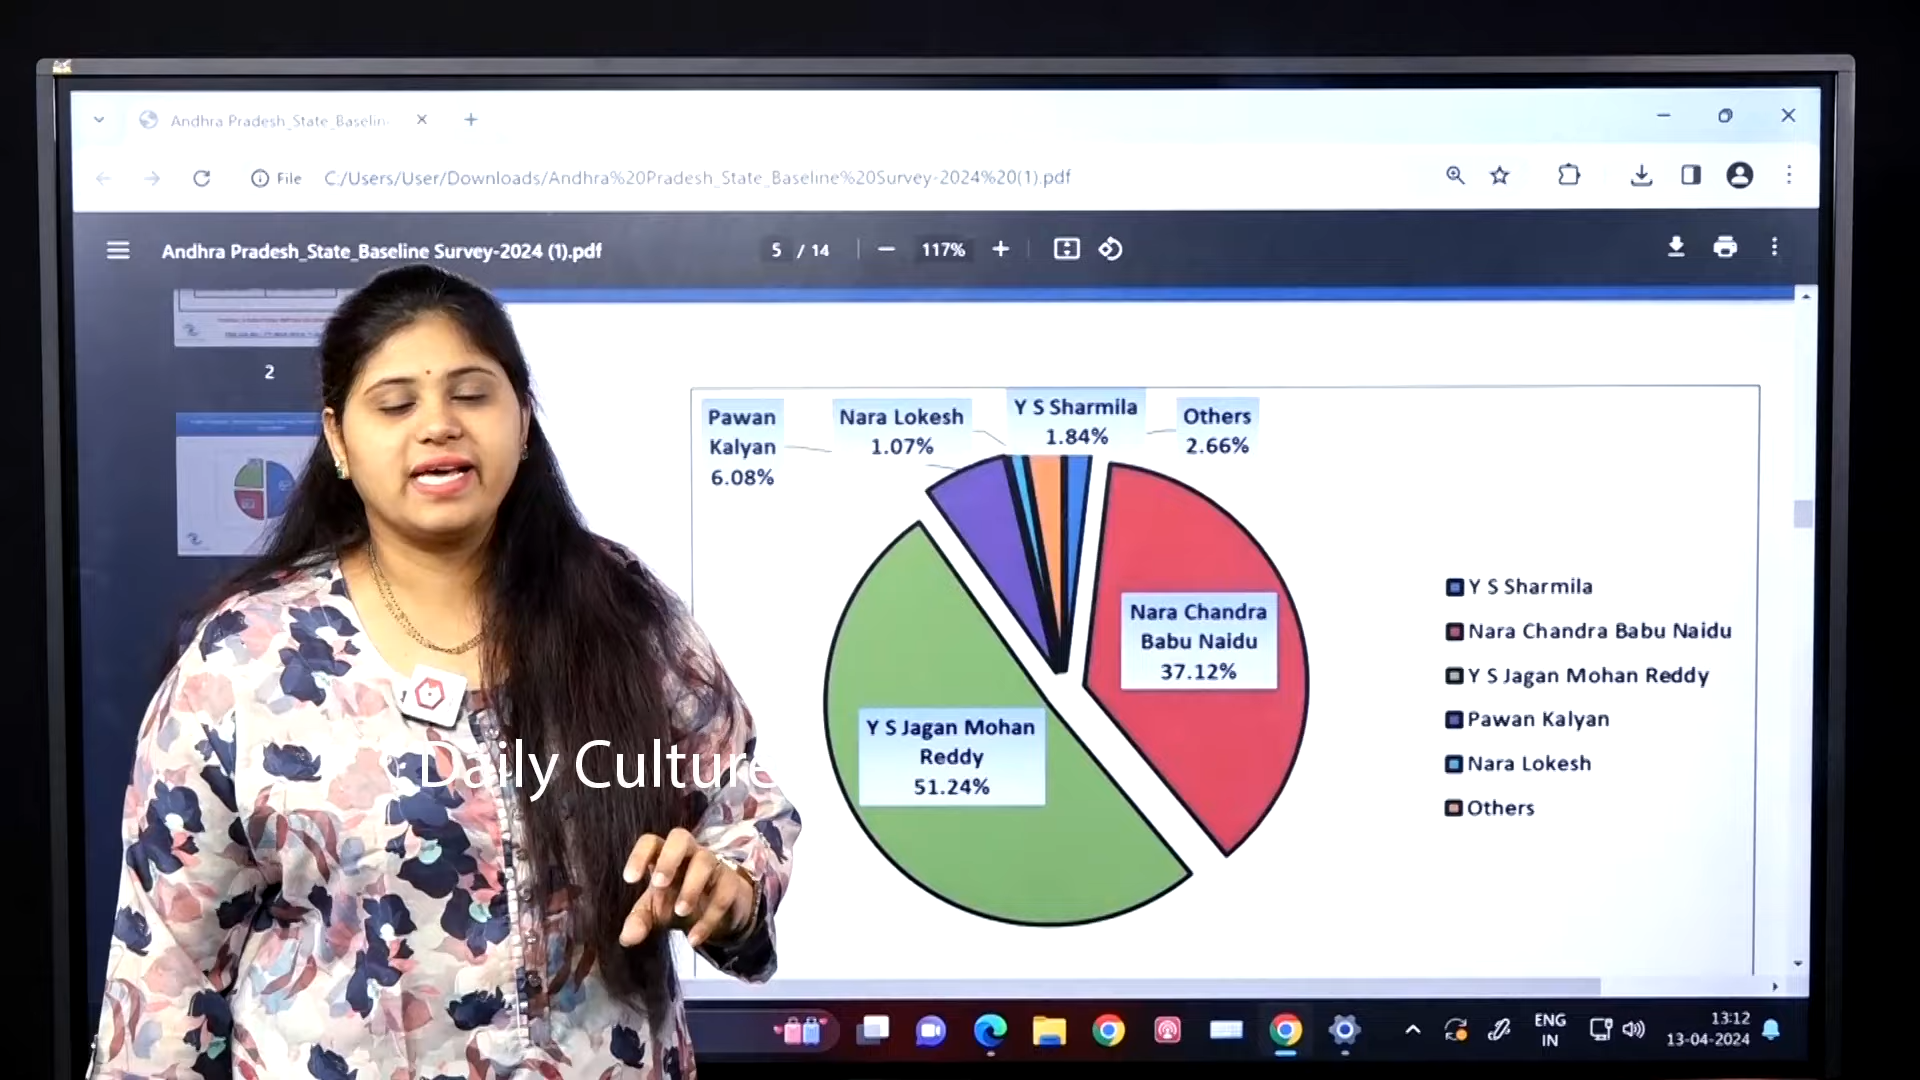 Andhra Pradesh_State_Baselin
File C:/Users/User/Downloads/Andhra%20Pradesh_State_Baseline%20Survey-2024%20(1).pdf
Andhra Pradesh_State_Baseline Survey-2024 (1).pdf
5 / 14
117%
2
Pawan
Kalyan
6.08%
Nara Lokesh
1.07%
Y S Sharmila
1.84%
Others
2.66%
Nara Chandra
Babu Naidu
37.12%
Y S Jagan Mohan
Reddy
51.24%
Y S Sharmila
Nara Chandra Babu Naidu
Y S Jagan Mohan Reddy
Pawan Kalyan
Nara Lokesh
Others
Daily Culture
ENG
IN
13:12
13-04-2024